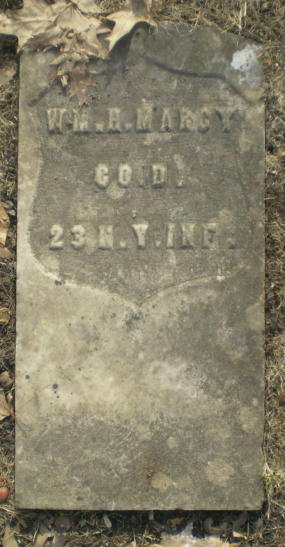 WM. H. MARCY
CO. D.
23 N. Y. INF.